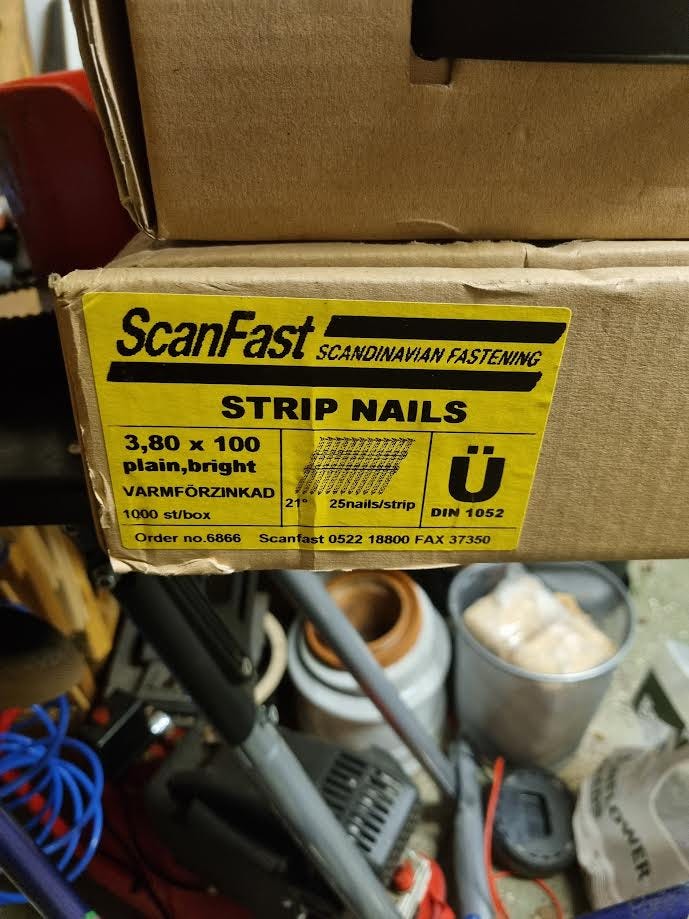 ScanFast
SCANDINAVIAN FASTENING
STRIP NAILS
3,80 x 100
plain,bright
VARMFÖRZINKAD
1000 st/box
21° 25nails/strip
Ü
DIN 1052
Order no.6866 Scanfast 0522 18800 FAX 37350